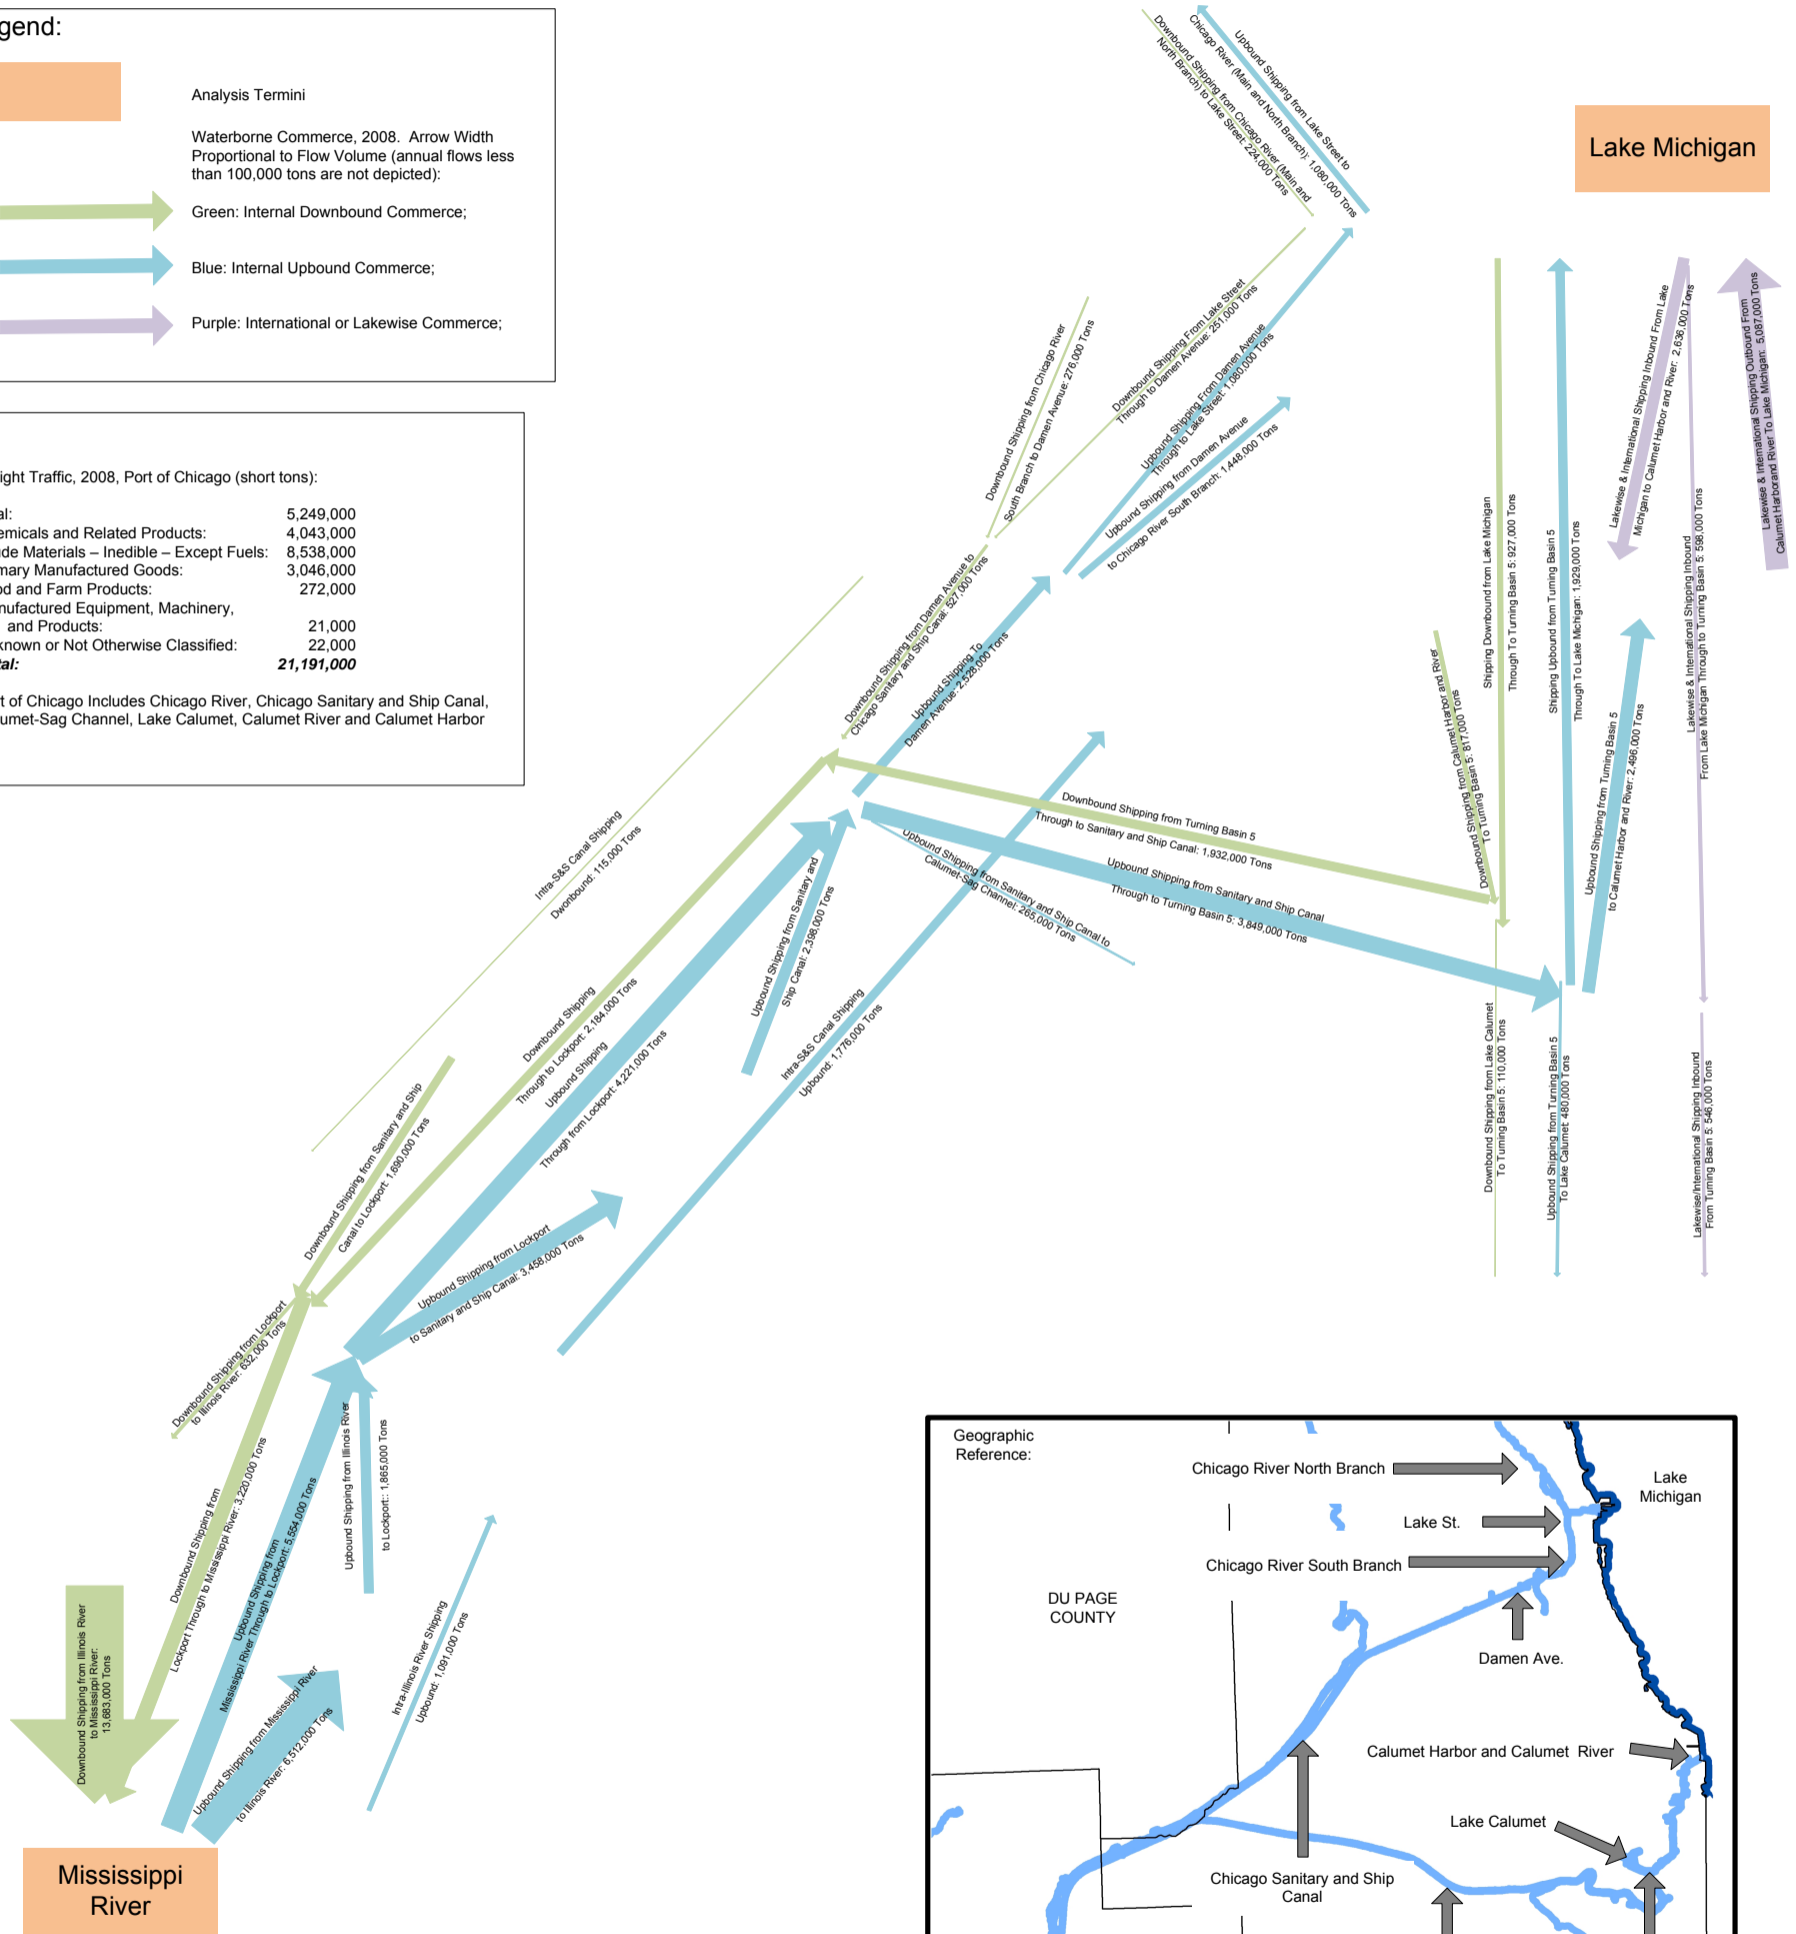 gend:
Analysis Termini
Waterborne Commerce, 2008.  Arrow Width
Proportional to Flow Volume (annual flows less
than 100,000 tons are not depicted):
Green: Internal Downbound Commerce;
Blue: Internal Upbound Commerce;
Purple: International or Lakewise Commerce;
ight Traffic, 2008, Port of Chicago (short tons):
al: 5,249,000
emicals and Related Products: 4,043,000
ude Materials – Inedible – Except Fuels: 8,538,000
mary Manufactured Goods: 3,046,000
od and Farm Products: 272,000
nufactured Equipment, Machinery,
and Products: 21,000
known or Not Otherwise Classified: 22,000
tal: 21,191,000
rt of Chicago Includes Chicago River, Chicago Sanitary and Ship Canal,
lumet-Sag Channel, Lake Calumet, Calumet River and Calumet Harbor
Downbound Shipping from Chicago River (Main and
North Branch) to Lake Street: 224,000 Tons
Upbound Shipping from Lake Street to
Chicago River (Main and North Branch): 1,080,000 Tons
Lake Michigan
Downbound Shipping from Chicago River
South Branch to Damen Avenue: 276,000 Tons
Downbound Shipping From Lake Street
Through to Damen Avenue: 251,000 Tons
Upbound Shipping From Damen Avenue
Through to Lake Street: 1,080,000 Tons
Upbound Shipping from Damen Avenue
to Chicago River South Branch: 1,448,000 Tons
Downbound Shipping from Damen Avenue to
Chicago Sanitary and Ship Canal: 527,000 Tons
Upbound Shipping To
Damen Avenue: 2,528,000 Tons
Shipping Downbound from Lake Michigan
Through To Turning Basin 5: 927,000 Tons
Shipping Upbound from Turning Basin 5
Through To Lake Michigan: 1,929,000 Tons
Lakewise & International Shipping Inbound From Lake
Michigan to Calumet Harbor and River: 2,636,000 Tons
Lakewise & International Shipping Outbound From
Calumet Harborand River To Lake Michigan:  5,087,000 Tons
Lakewise & International Shipping Inbound
From Lake Michigan Through to Turning Basin 5: 598,000 Tons
Downbound Shipping from Calumet Harbor and River
To Turning Basin 5: 817,000 Tons
Upbound Shipping from Turning Basin 5
to Calumet Harbor and River: 2,496,000 Tons
Intra-S&S Canal Shipping
Dwonbound: 115,000 Tons
Downbound Shipping from Turning Basin 5
Through to Sanitary and Ship Canal: 1,932,000 Tons
Upbound Shipping from Sanitary and Ship Canal to
Calumet-Sag Channel: 265,000 Tons
Upbound Shipping from Sanitary and Ship Canal
Through to Turning Basin 5: 3,849,000 Tons
Upbound Shipping from Sanitary and
Ship Canal: 2,398,000 Tons
Downbound Shipping
Through to Lockport: 2,184,000 Tons
Upbound Shipping
Through from Lockport: 4,221,000 Tons
Intra-S&S Canal Shipping
Upbound: 1,776,000 Tons
Downbound Shipping from Lake Calumet
To Turning Basin 5: 110,000 Tons
Upbound Shipping from Turning Basin 5
To Lake Calumet: 480,000 Tons
Lakewise/International Shipping Inbound
From Turning Basin 5: 546,000 Tons
Downbound Shipping from Sanitary and Ship
Canal to Lockport: 1,690,000 Tons
Upbound Shipping from Lockport
to Sanitary and Ship Canal: 3,458,000 Tons
Downbound Shipping from Lockport
to Illinois River: 632,000 Tons
Downbound Shipping from
Lockport Through to Mississippi River: 3,220,000 Tons
Upbound Shipping from
Mississippi River Through to Lockport: 5,554,000 Tons
Upbound Shipping from Illinois River
to Lockport:: 1,865,000 Tons
Downbound Shipping from Illinois River
to Mississippi River:
13,683,000 Tons
Upbound Shipping from Mississippi River
to Illinois River: 6,512,000 Tons
Intra-Illinois River Shipping
Upbound: 1,091,000 Tons
Mississippi
River
Geographic
Reference:
Chicago River North Branch
Lake
Michigan
Lake St.
Chicago River South Branch
DU PAGE
COUNTY
Damen Ave.
Calumet Harbor and Calumet  River
Lake Calumet
Chicago Sanitary and Ship
Canal